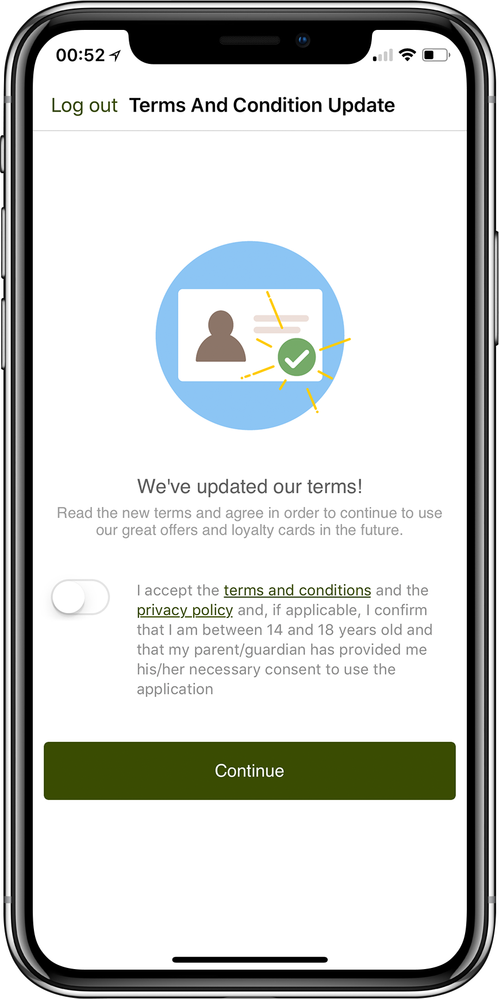 00:52
Log out Terms And Condition Update
We've updated our terms!
Read the new terms and agree in order to continue to use
our great offers and loyalty cards in the future.
I accept the terms and conditions and the
privacy policy and, if applicable, I confirm
that I am between 14 and 18 years old and
that my parent/guardian has provided me
his/her necessary consent to use the
application
Continue